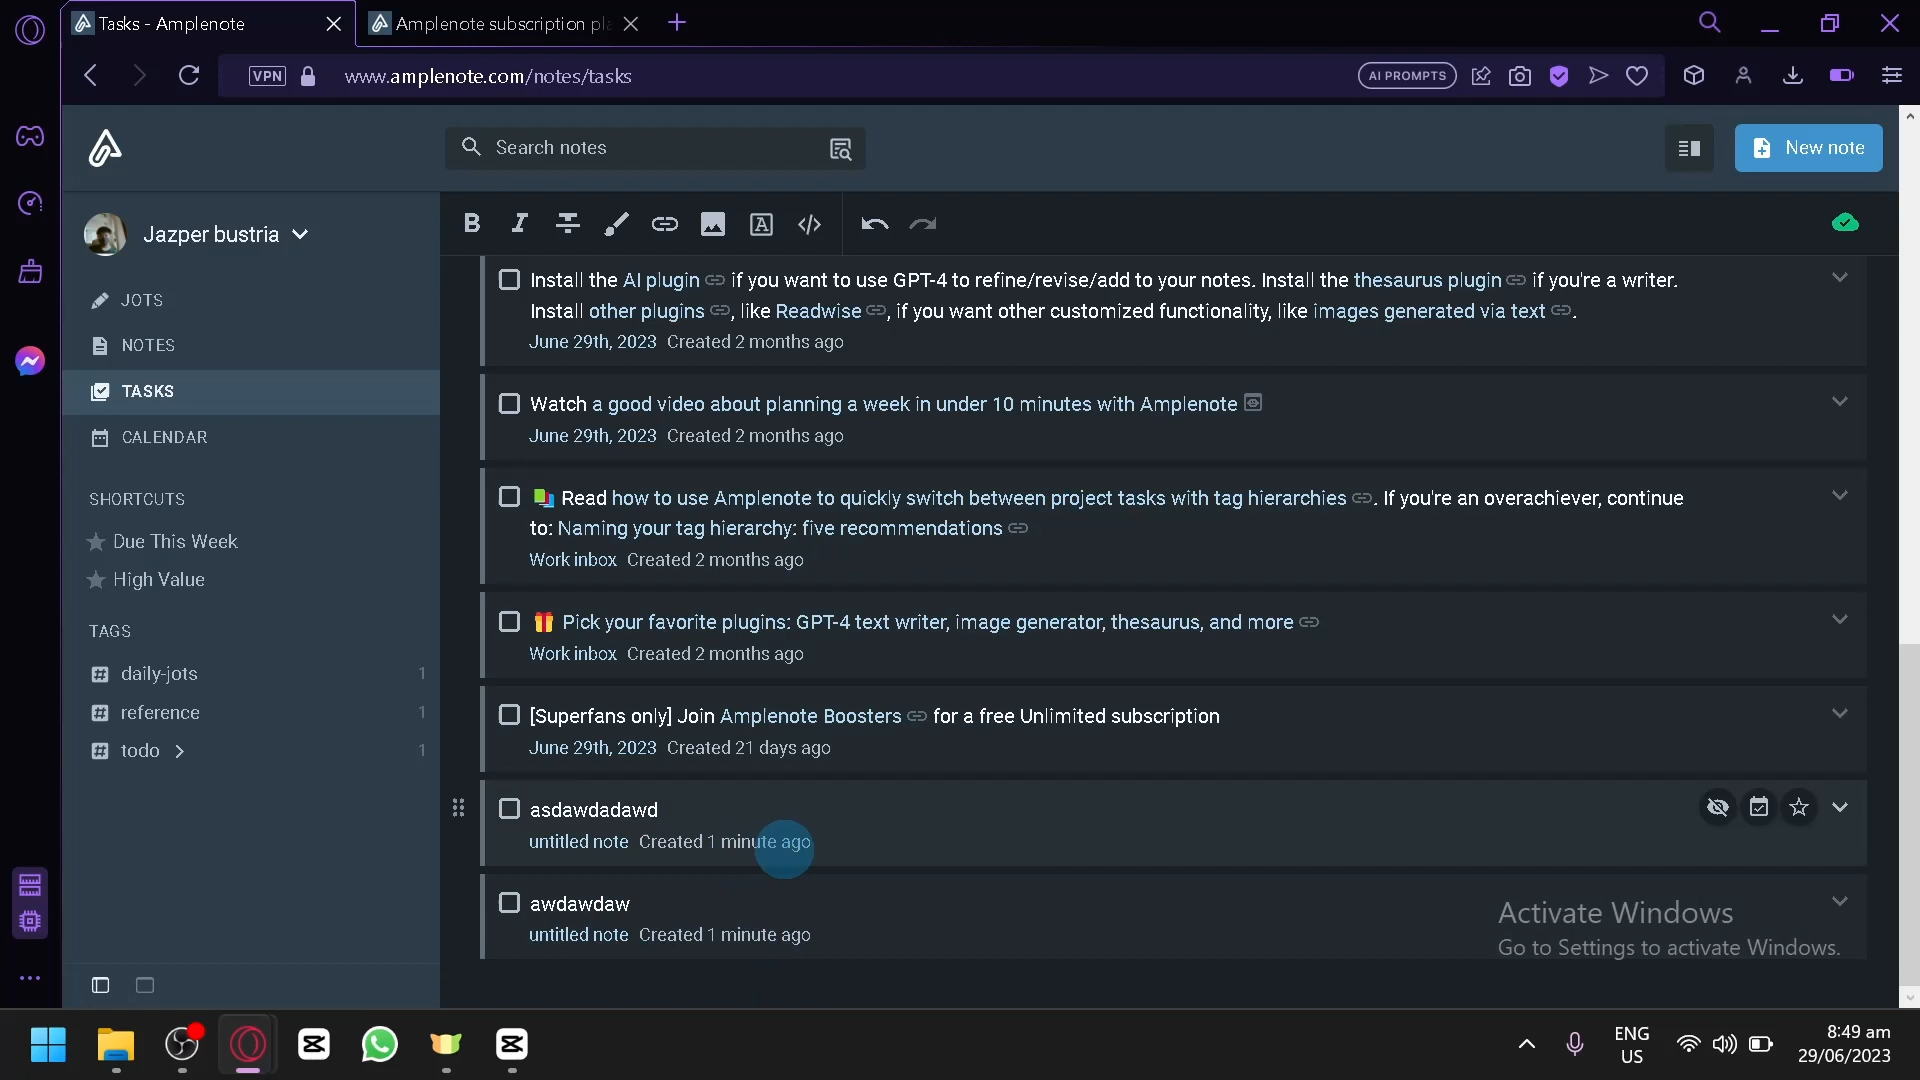 Tasks - Amplenote
Amplenote subscription pl
VPN
www.amplenote.com/notes/tasks
AI PROMPTS
Search notes
New note
Jazper bustria
JOTS
NOTES
TASKS
CALENDAR
SHORTCUTS
Due This Week
High Value
TAGS
daily-jots 1
reference 1
todo 1
Install the AI plugin if you want to use GPT-4 to refine/revise/add to your notes. Install the thesaurus plugin if you're a writer.
Install other plugins, like Readwise, if you want other customized functionality, like images generated via text.
June 29th, 2023 Created 2 months ago
Watch a good video about planning a week in under 10 minutes with Amplenote
June 29th, 2023 Created 2 months ago
Read how to use Amplenote to quickly switch between project tasks with tag hierarchies. If you're an overachiever, continue
to: Naming your tag hierarchy: five recommendations
Work inbox Created 2 months ago
Pick your favorite plugins: GPT-4 text writer, image generator, thesaurus, and more
Work inbox Created 2 months ago
[Superfans only] Join Amplenote Boosters for a free Unlimited subscription
June 29th, 2023 Created 21 days ago
asdawdadawd
untitled note Created 1 minute ago
awdawdaw
untitled note Created 1 minute ago
Activate Windows
Go to Settings to activate Windows.
ENG
US
8:49 am
29/06/2023